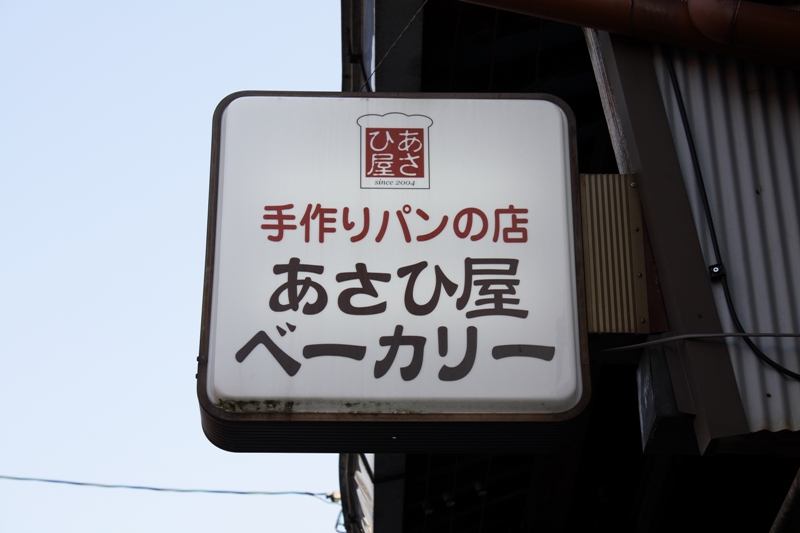 あさ
ひ屋
since 2004
手作りパンの店
あさひ屋
ベーカリー